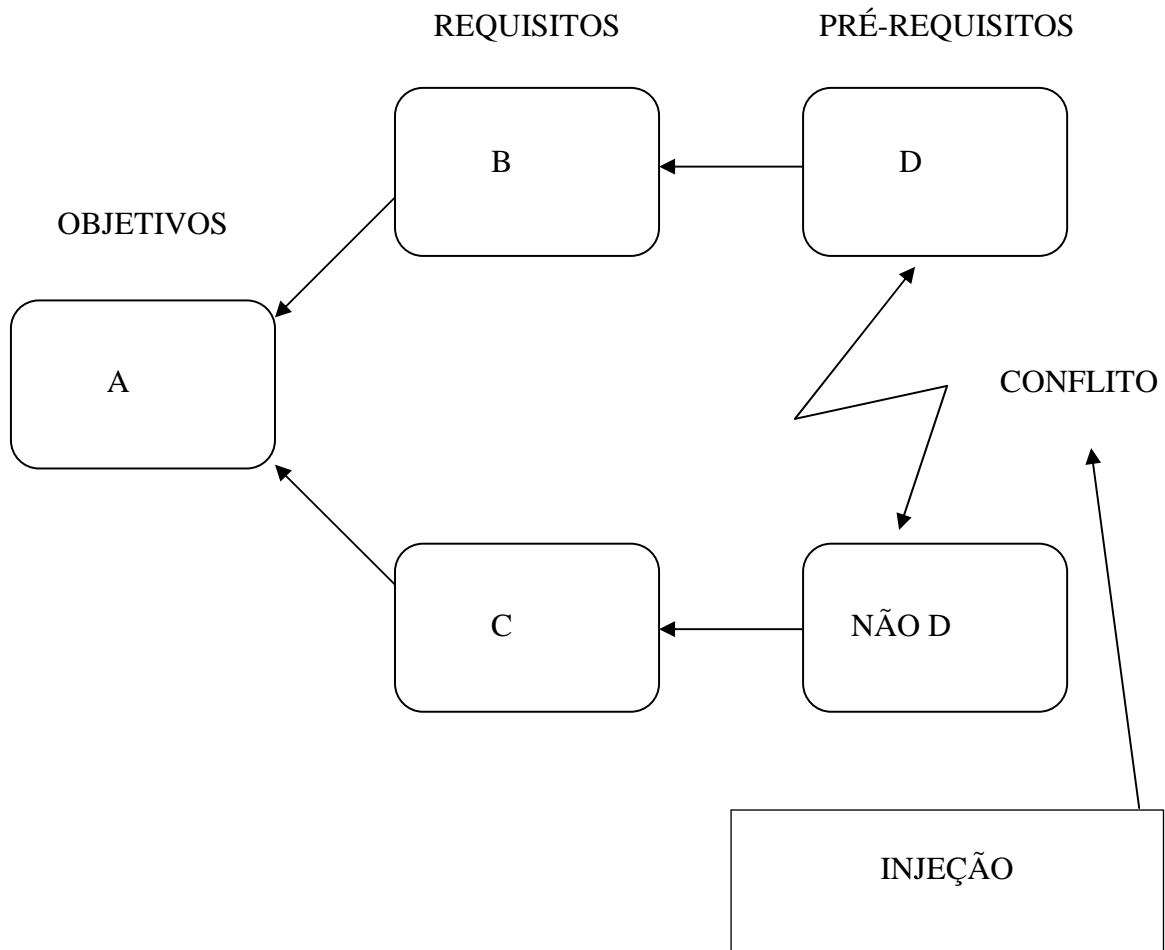 REQUISITOS PRÉ-REQUISITOS
B D
OBJETIVOS
A CONFLITO
C NÃO D
INJEÇÃO